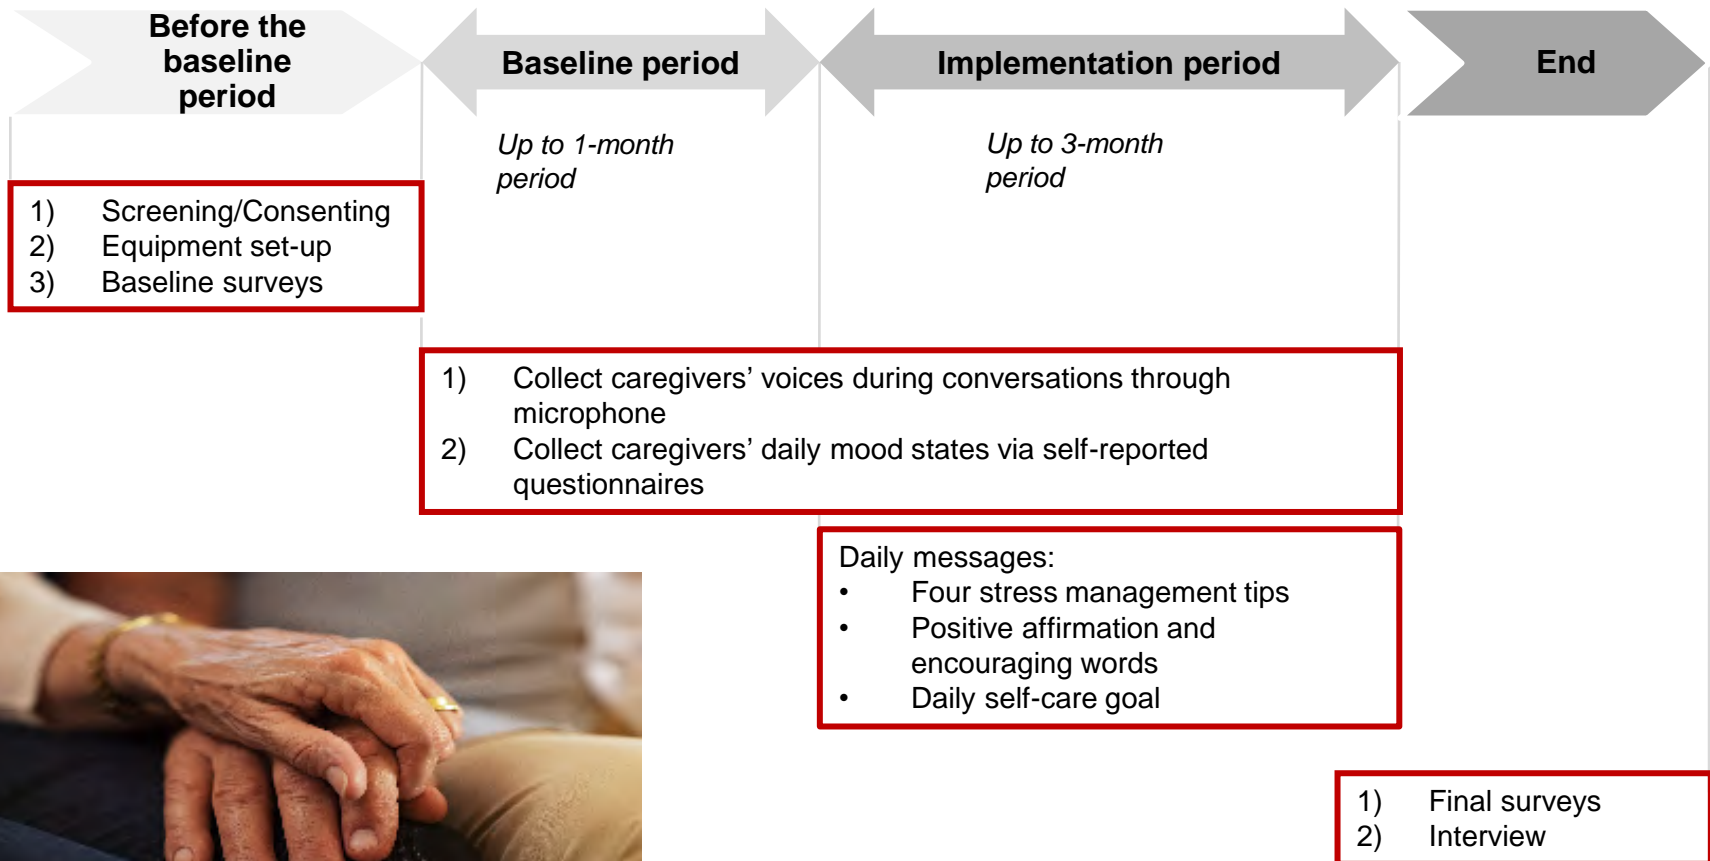 Before the
baseline
period
Baseline period
Implementation period
End
Up to 1-month
period
Up to 3-month
period
1) Screening/Consenting
2) Equipment set-up
3) Baseline surveys
1) Collect caregivers’ voices during conversations through
microphone
2) Collect caregivers’ daily mood states via self-reported
questionnaires
Daily messages:
• Four stress management tips
• Positive affirmation and
encouraging words
• Daily self-care goal
1) Final surveys
2) Interview